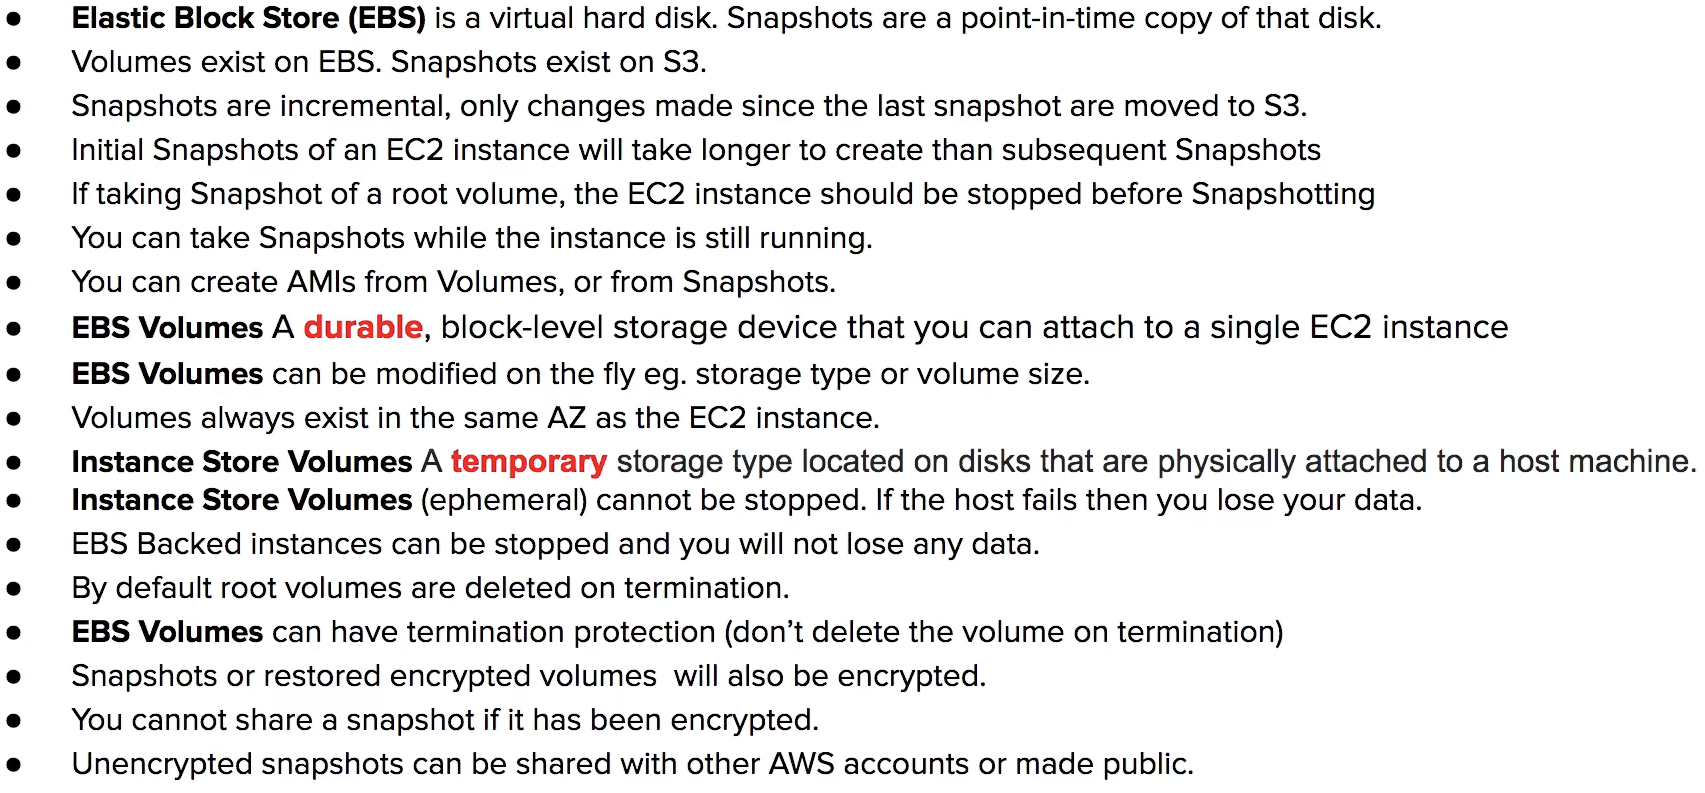 ● Elastic Block Store (EBS) is a virtual hard disk. Snapshots are a point-in-time copy of that disk.
● Volumes exist on EBS. Snapshots exist on S3.
● Snapshots are incremental, only changes made since the last snapshot are moved to S3.
● Initial Snapshots of an EC2 instance will take longer to create than subsequent Snapshots
● If taking Snapshot of a root volume, the EC2 instance should be stopped before Snapshotting
● You can take Snapshots while the instance is still running.
● You can create AMIs from Volumes, or from Snapshots.
● EBS Volumes A durable, block-level storage device that you can attach to a single EC2 instance
● EBS Volumes can be modified on the fly eg. storage type or volume size.
● Volumes always exist in the same AZ as the EC2 instance.
● Instance Store Volumes A temporary storage type located on disks that are physically attached to a host machine.
● Instance Store Volumes (ephemeral) cannot be stopped. If the host fails then you lose your data.
● EBS Backed instances can be stopped and you will not lose any data.
● By default root volumes are deleted on termination.
● EBS Volumes can have termination protection (don’t delete the volume on termination)
● Snapshots or restored encrypted volumes  will also be encrypted.
● You cannot share a snapshot if it has been encrypted.
● Unencrypted snapshots can be shared with other AWS accounts or made public.